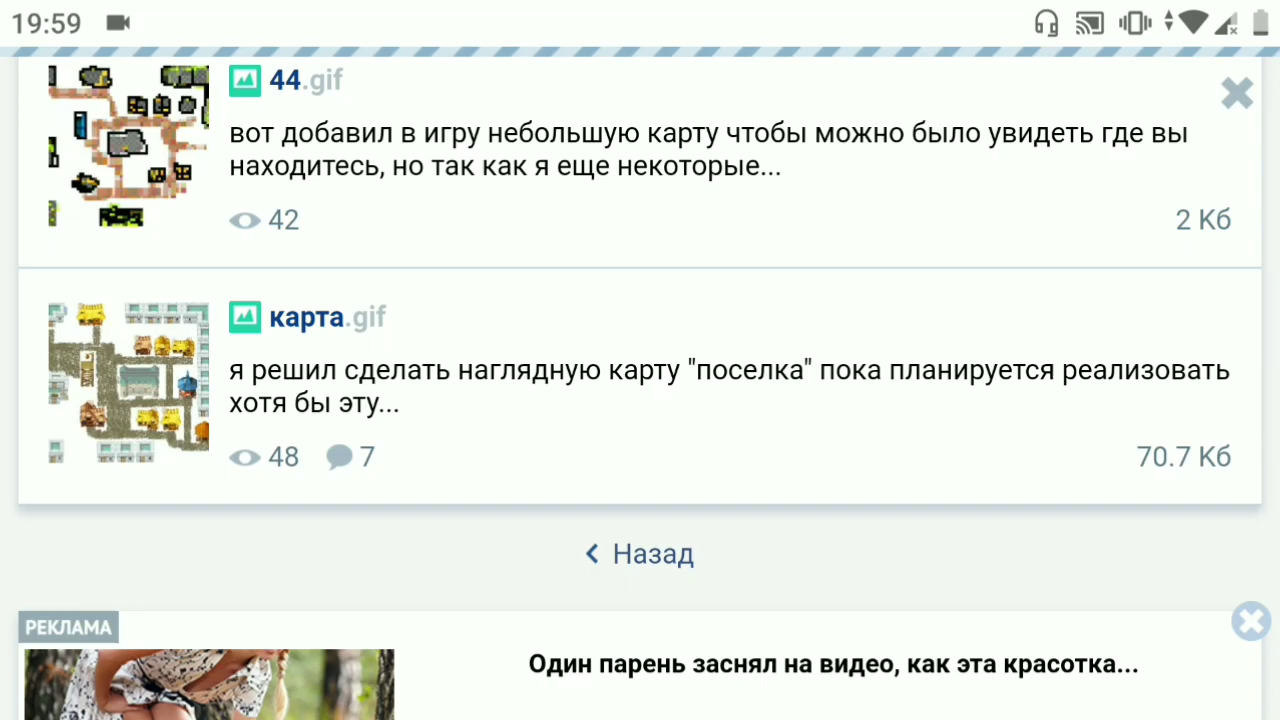 19:59
44.gif
вот добавил в игру небольшую карту чтобы можно было увидеть где вы
находитесь, но так как я еще некоторые...
42
2 Кб
карта.gif
я решил сделать наглядную карту "поселка" пока планируется реализовать
хотя бы эту...
48
7
70.7 Кб
Назад
РЕКЛАМА
Один парень заснял на видео, как эта красотка...